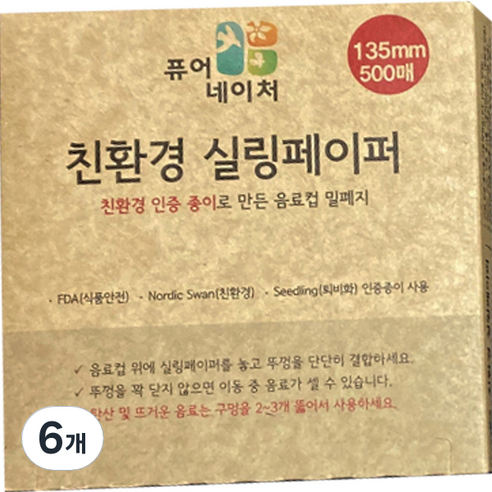 퓨어
네이처
135mm
500매
친환경 실링페이퍼
친환경 인증 종이로 만든 음료컵 밀폐지
· FDA(식품안전) · Nordic Swan(친환경) · Seedling(퇴비화) 인증종이 사용
✓ 음료컵 위에 실링페이퍼를 놓고 뚜껑을 단단히 결합하세요.
✓ 뚜껑을 꽉 닫지 않으면 이동 중 음료가 셀 수 있습니다.
탄산 및 뜨거운 음료는 구멍을 2~3개 뚫어서 사용하세요.
6개